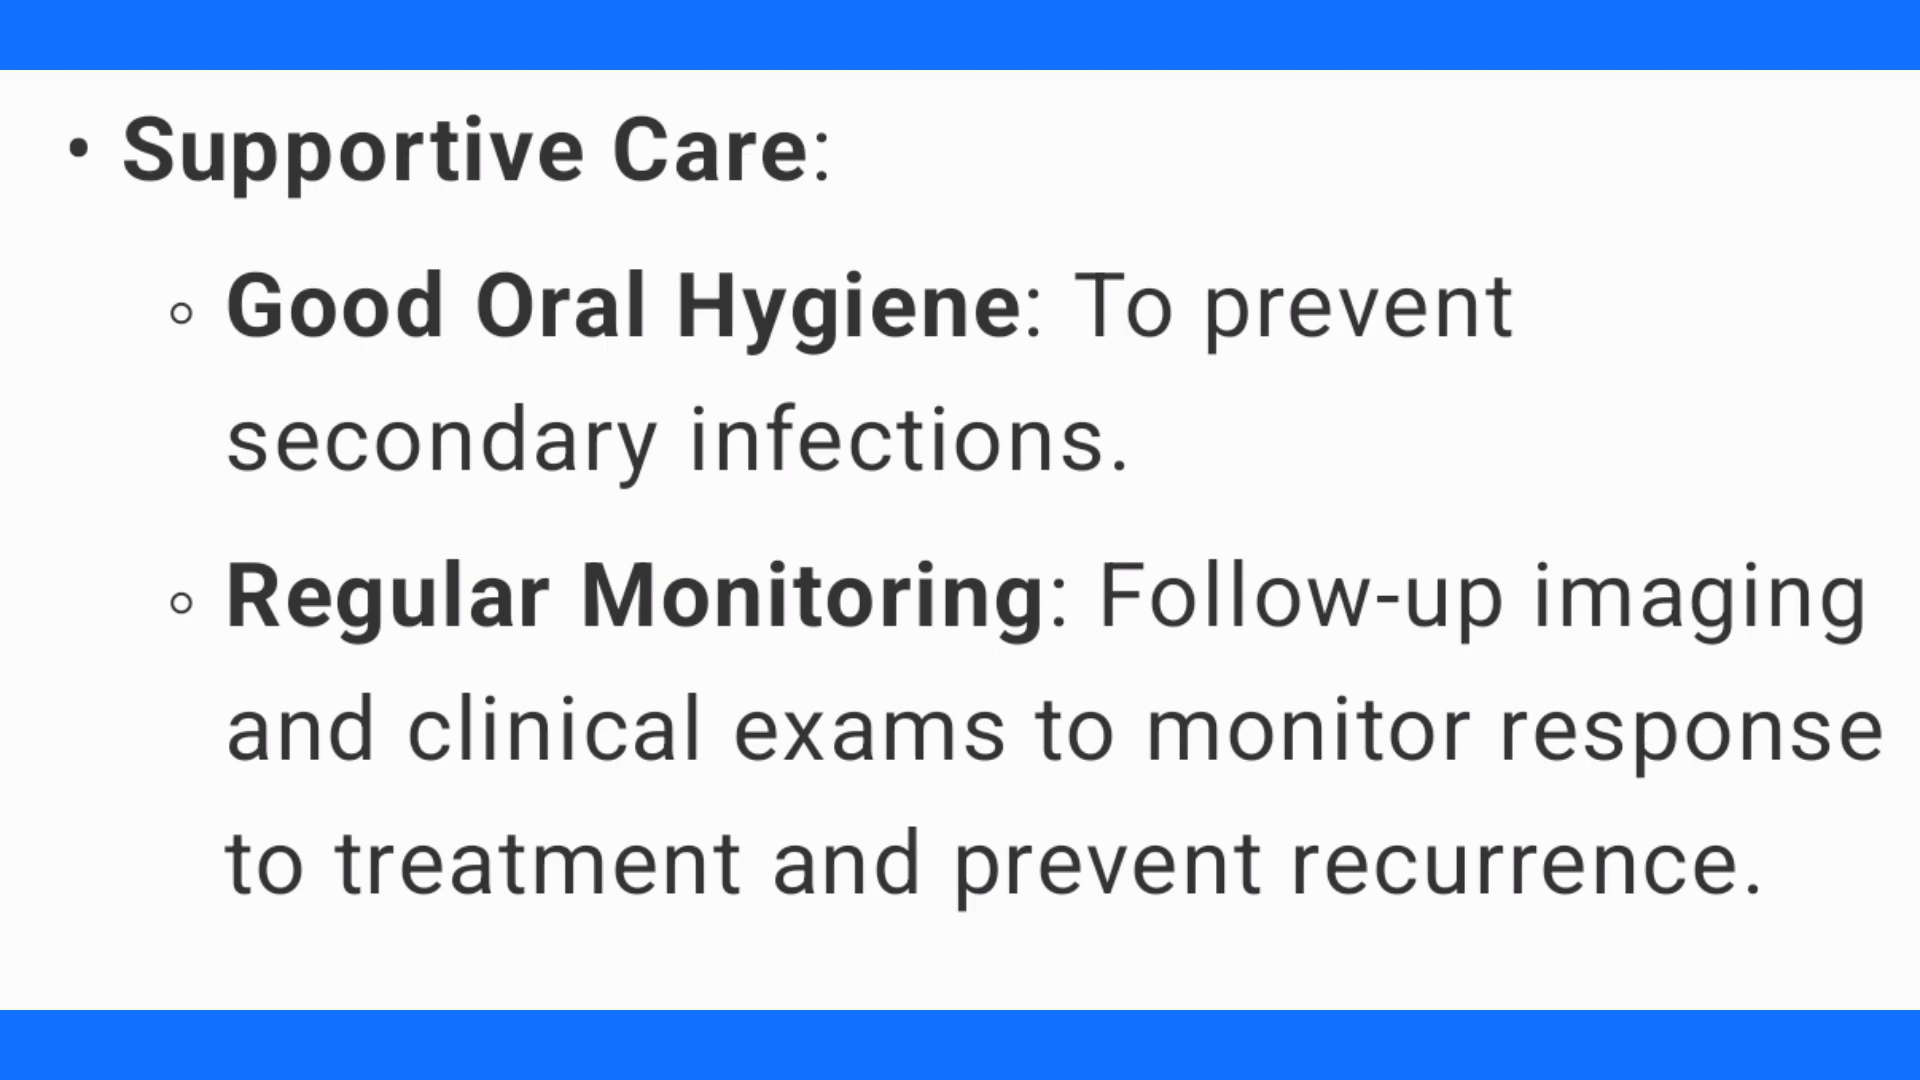 • Supportive Care:
◦ Good Oral Hygiene: To prevent
secondary infections.
◦ Regular Monitoring: Follow-up imaging
and clinical exams to monitor response
to treatment and prevent recurrence.